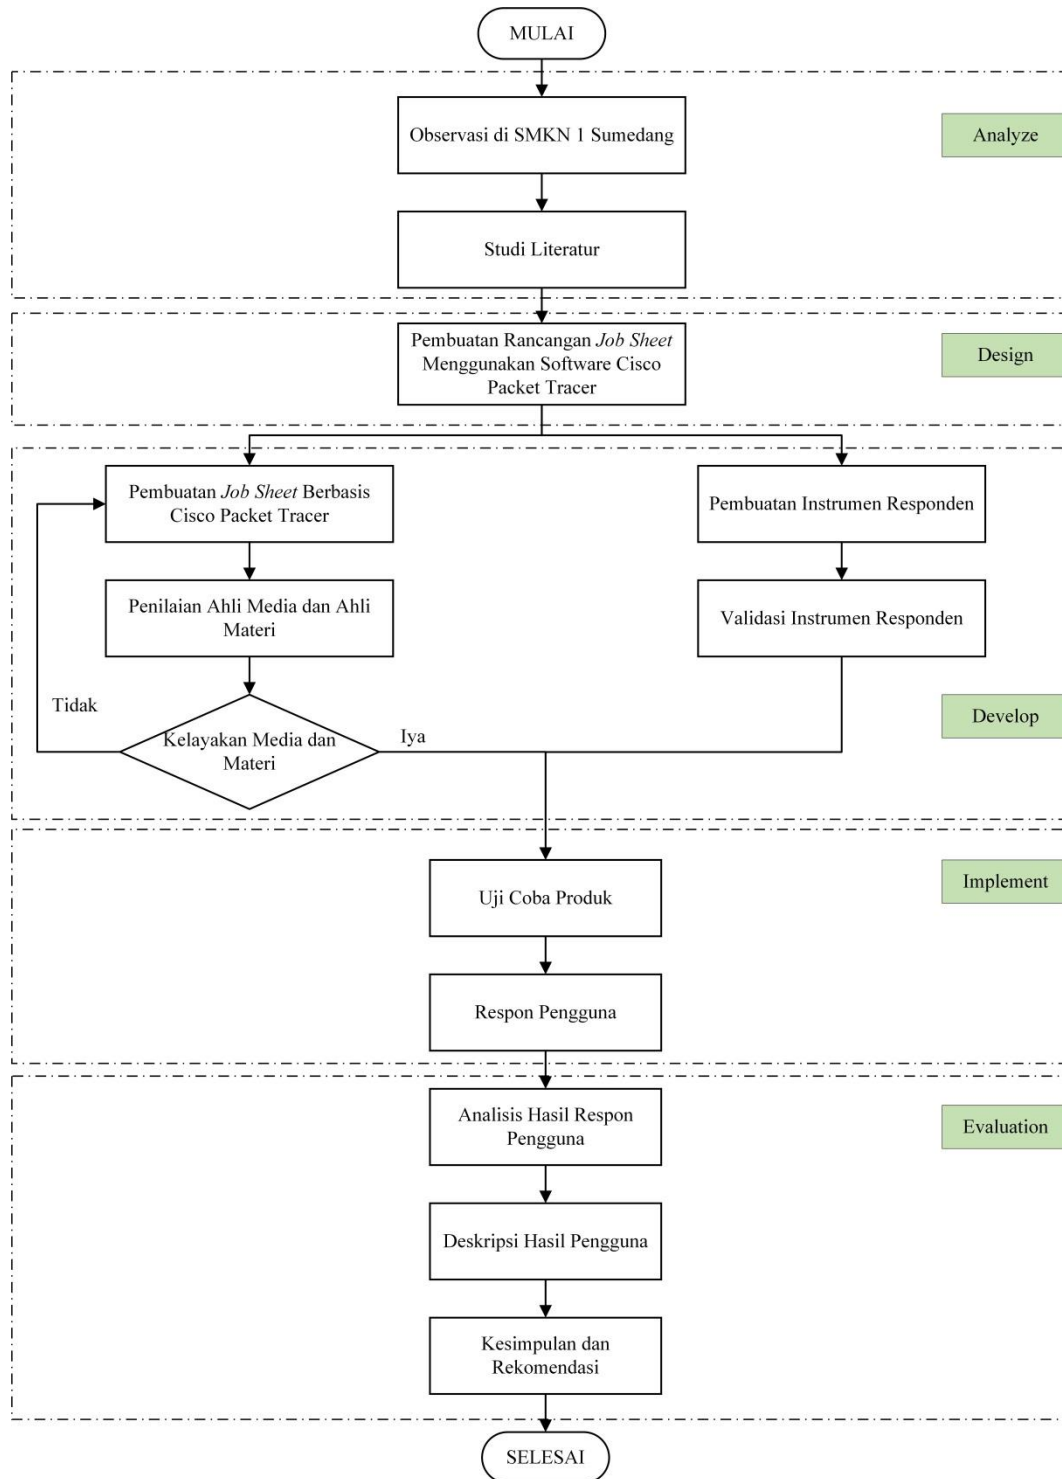 MULAI
Observasi di SMKN 1 Sumedang
Analyze
Studi Literatur
Pembuatan Rancangan Job Sheet
Menggunakan Software Cisco
Packet Tracer
Design
Pembuatan Job Sheet Berbasis
Cisco Packet Tracer
Pembuatan Instrumen Responden
Penilaian Ahli Media dan Ahli
Materi
Validasi Instrumen Responden
Tidak
Kelayakan Media dan
Materi
Iya
Develop
Uji Coba Produk
Implement
Respon Pengguna
Analisis Hasil Respon
Pengguna
Evaluation
Deskripsi Hasil Pengguna
Kesimpulan dan
Rekomendasi
SELESAI